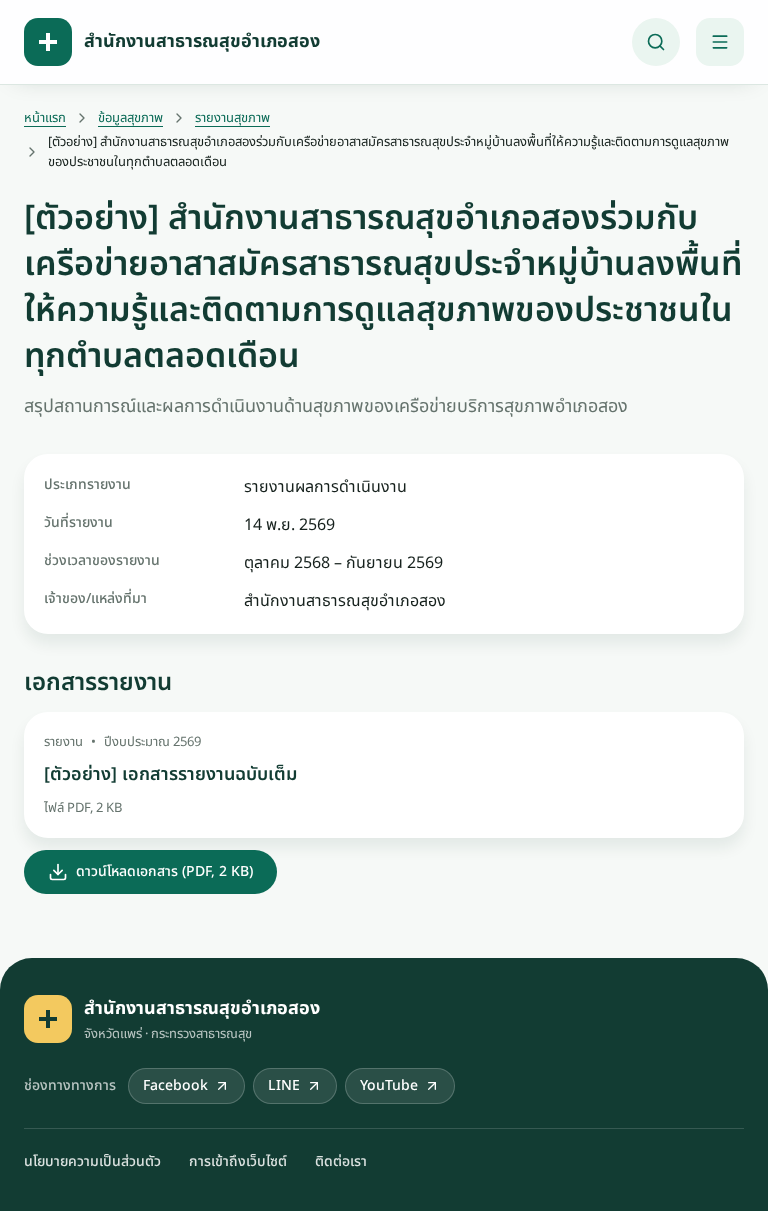 สำนักงานสาธารณสุขอำเภอสอง
หน้าแรก
ข้อมูลสุขภาพ
รายงานสุขภาพ
[ตัวอย่าง] สำนักงานสาธารณสุขอำเภอสองร่วมกับเครือข่ายอาสาสมัครสาธารณสุขประจำหมู่บ้านลงพื้นที่ให้ความรู้และติดตามการดูแลสุขภาพ
ของประชาชนในทุกตำบลตลอดเดือน
[ตัวอย่าง] สำนักงานสาธารณสุขอำเภอสองร่วมกับ
เครือข่ายอาสาสมัครสาธารณสุขประจำหมู่บ้านลงพื้นที่
ให้ความรู้และติดตามการดูแลสุขภาพของประชาชนใน
ทุกตำบลตลอดเดือน
สรุปสถานการณ์และผลการดำเนินงานด้านสุขภาพของเครือข่ายบริการสุขภาพอำเภอสอง
ประเภทรายงาน
รายงานผลการดำเนินงาน
วันที่รายงาน
14 พ.ย. 2569
ช่วงเวลาของรายงาน
ตุลาคม 2568 – กันยายน 2569
เจ้าของ/แหล่งที่มา
สำนักงานสาธารณสุขอำเภอสอง
เอกสารรายงาน
รายงาน • ปีงบประมาณ 2569
[ตัวอย่าง] เอกสารรายงานฉบับเต็ม
ไฟล์ PDF, 2 KB
ดาวน์โหลดเอกสาร (PDF, 2 KB)
สำนักงานสาธารณสุขอำเภอสอง
จังหวัดแพร่ · กระทรวงสาธารณสุข
ช่องทางทางการ
Facebook
LINE
YouTube
นโยบายความเป็นส่วนตัว
การเข้าถึงเว็บไซต์
ติดต่อเรา